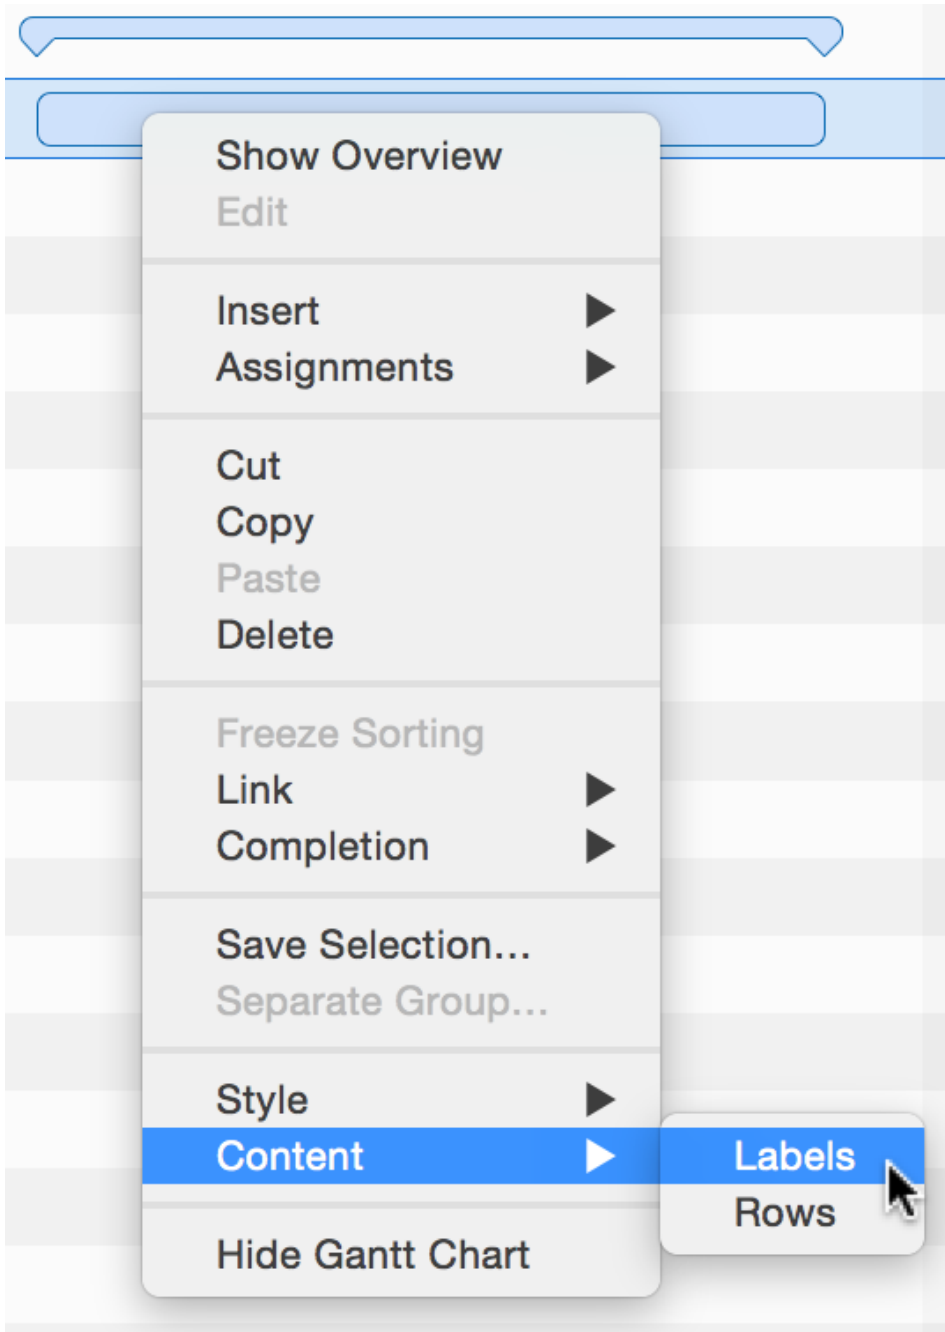 Show Overview
Edit
Insert
Assignments
Cut
Copy
Paste
Delete
Freeze Sorting
Link
Completion
Save Selection...
Separate Group...
Style
Content
Labels
Rows
Hide Gantt Chart